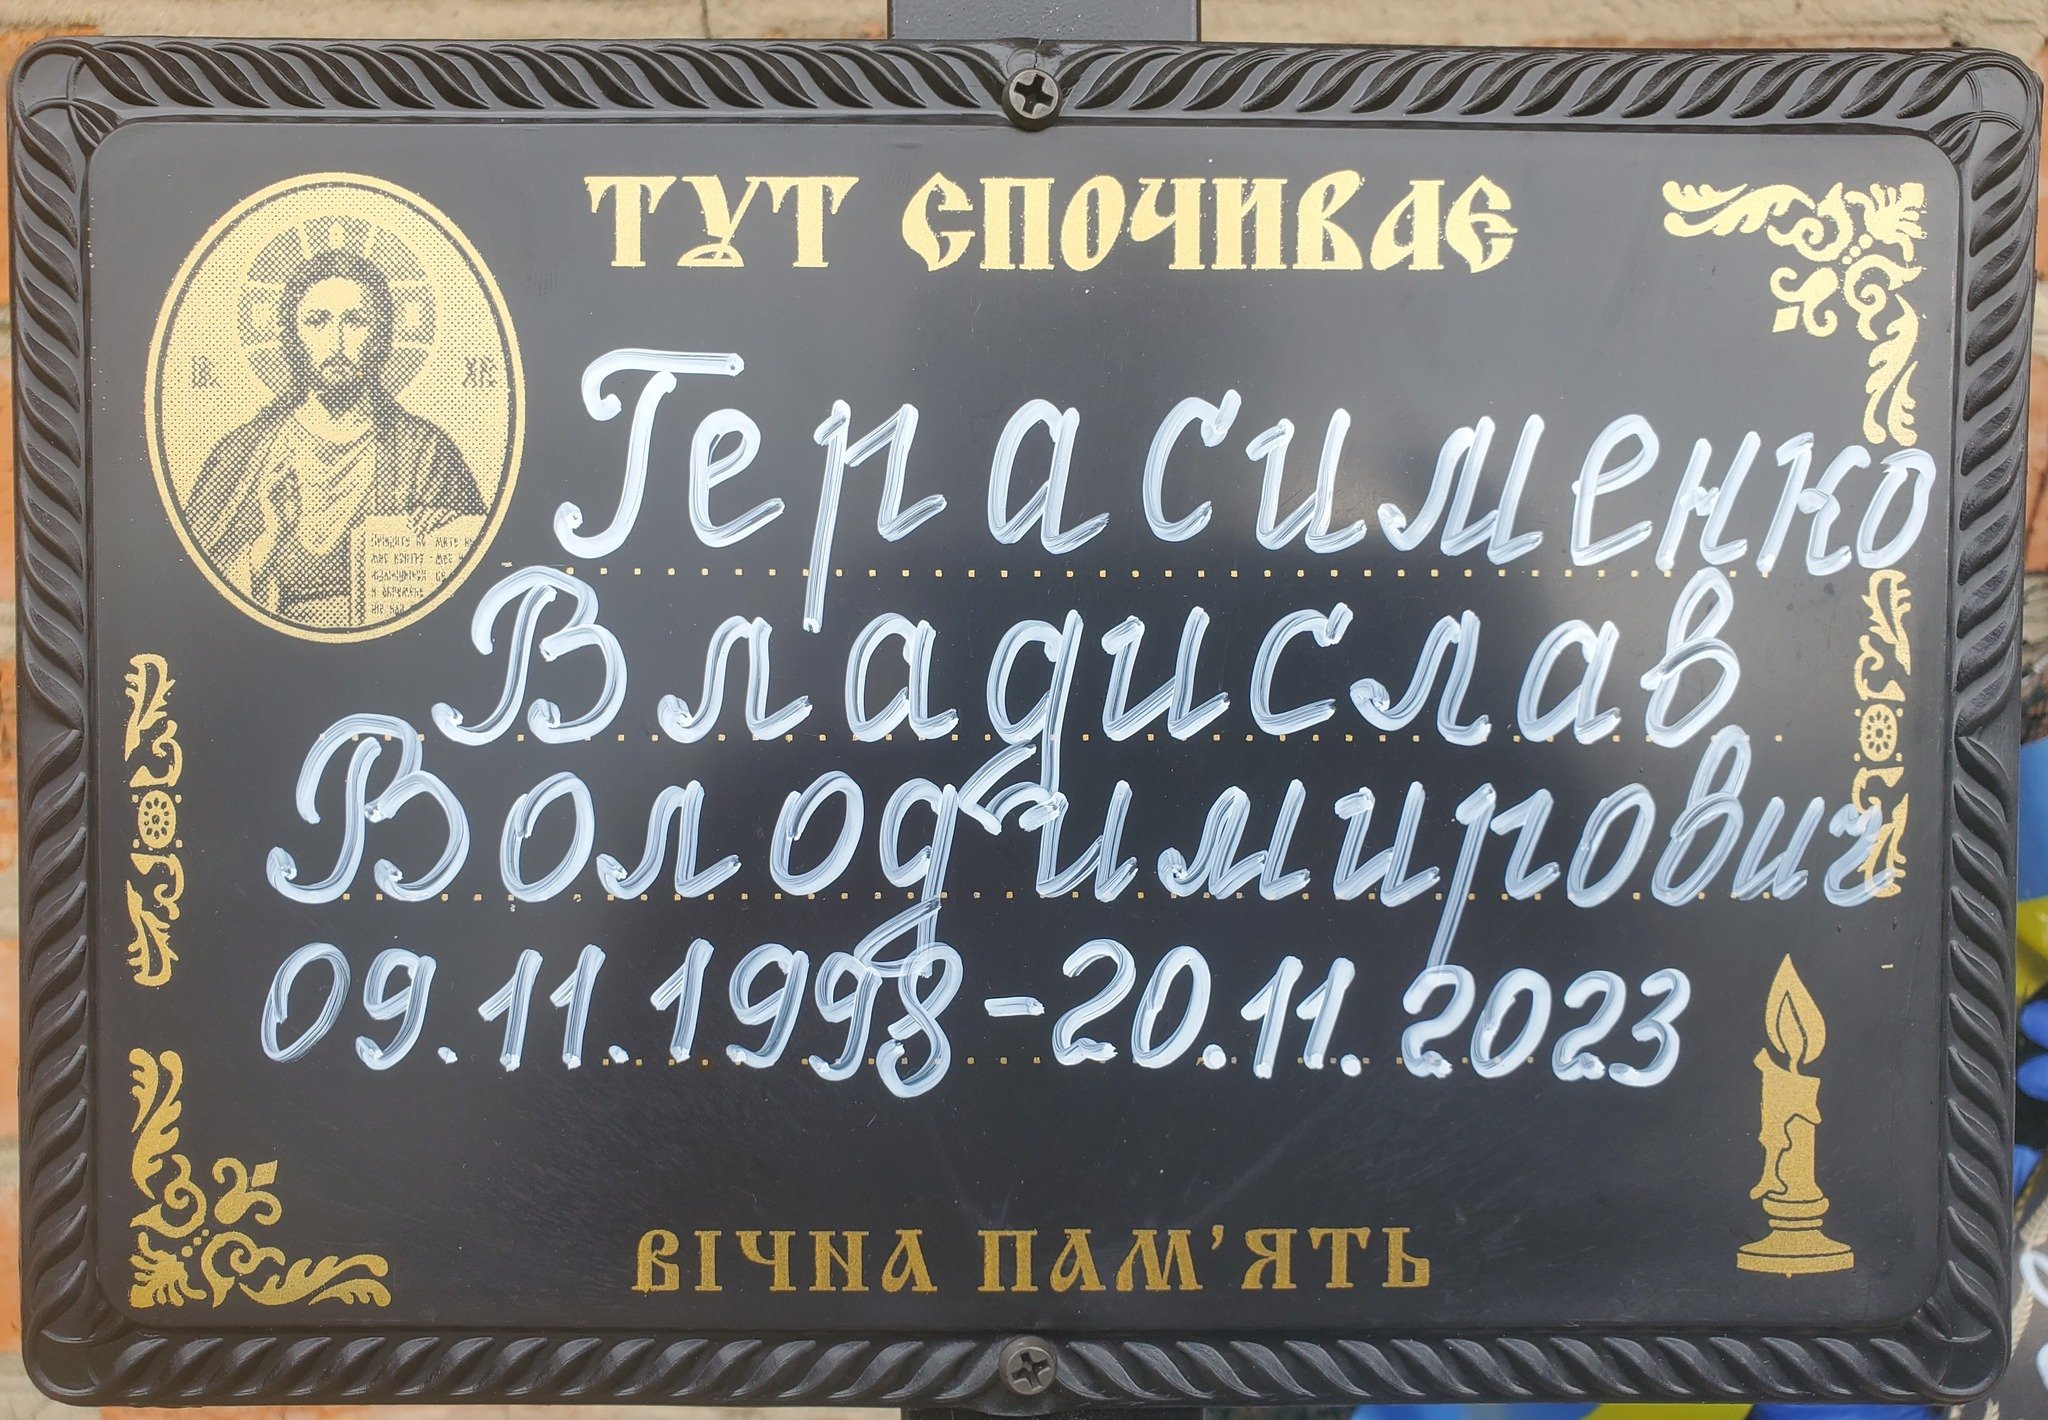 ТУТ СПОЧИВАЄ
Герасименко
Владислав
Володимирович
09.11.1998-20.11.2023
ВІЧНА ПАМ'ЯТЬ